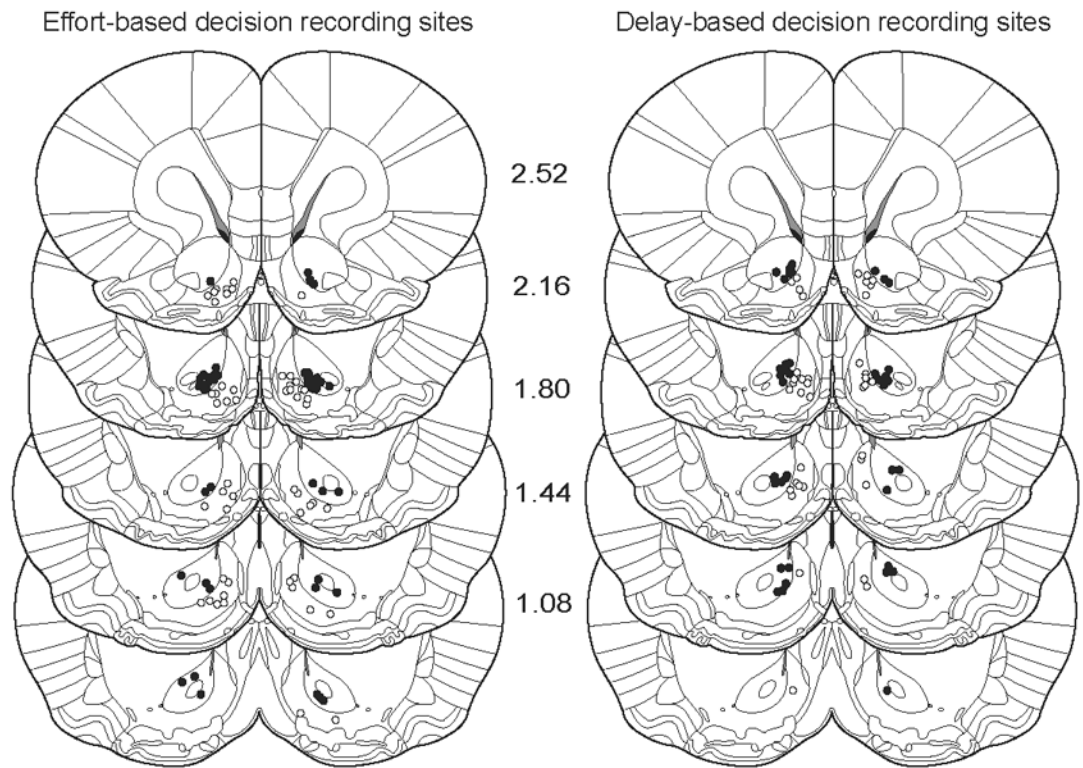 Effort-based decision recording sites
Delay-based decision recording sites
2.52
2.16
1.80
1.44
1.08